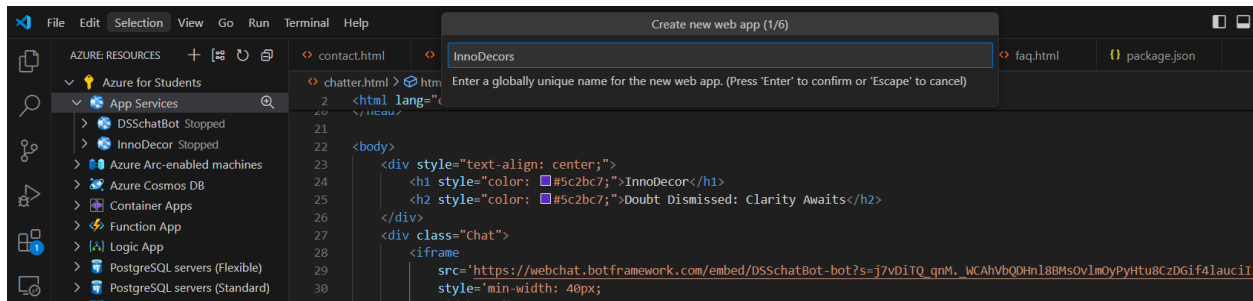 File Edit Selection View Go Run Terminal Help
Create new web app (1/6)
InnoDecors
Enter a globally unique name for the new web app. (Press 'Enter' to confirm or 'Escape' to cancel)
AZURE: RESOURCES
Azure for Students
App Services
DSSchatBot Stopped
InnoDecor Stopped
Azure Arc-enabled machines
Azure Cosmos DB
Container Apps
Function App
Logic App
PostgreSQL servers (Flexible)
PostgreSQL servers (Standard)
1
contact.html
faq.html
{} package.json
chatter.html > htm
2 <html lang="e
20 </head>
21
22 <body>
23 <div style="text-align: center;">
24 <h1 style="color: #5c2bc7;">InnoDecor</h1>
25 <h2 style="color: #5c2bc7;">Doubt Dismissed: Clarity Awaits</h2>
26 </div>
27 <div class="Chat">
28 <iframe
29 src='https://webchat.botframework.com/embed/DSSchatBot-bot?s=j7vDiTQ_qnM._WCAhVbQDHnl8BMsOvlmOyPyHtu8CzDGif4lauciI
30 style='min-width: 40px;